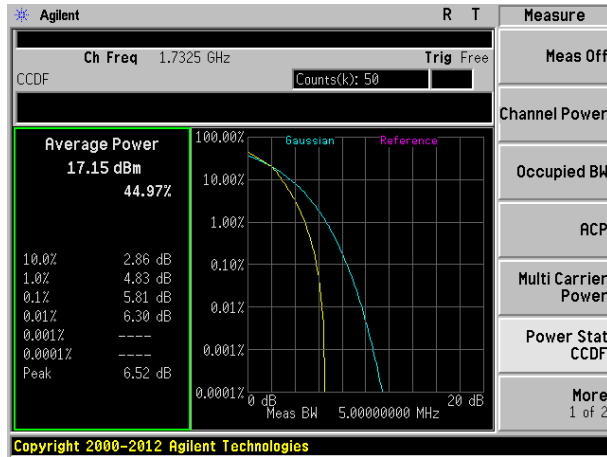 Agilent R T Measure
Ch Freq 1.7325 GHz Trig Free
CCDF Counts(k): 50
Meas Off
Channel Power
Occupied BW
ACP
Multi Carrier
Power
Power Stat
CCDF
More
1 of 2
Average Power
17.15 dBm
44.97%
10.0% 2.86 dB
1.0% 4.83 dB
0.1% 5.81 dB
0.01% 6.30 dB
0.001% ----
0.0001% ----
Peak 6.52 dB
Gaussian Reference
100.00%
10.00%
1.00%
0.10%
0.01%
0.001%
0.0001%
0 dB 20 dB
Meas BW 5.00000000 MHz
Copyright 2000-2012 Agilent Technologies